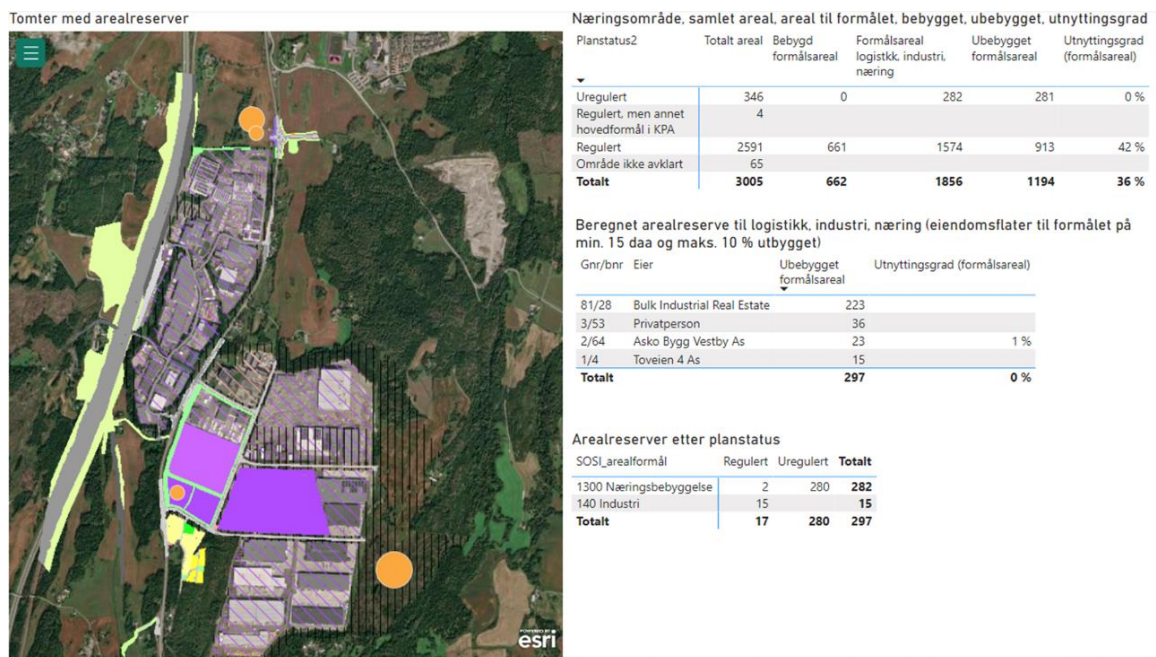 Tomter med arealreserver
Næringsområde, samlet areal, areal til formålet, bebygget, ubebygget, utnyttingsgrad
Planstatus2 Totalt areal Bebygd formålsareal Formålsareal logistkk, industri, næring Ubebygget formålsareal Utnyttingsgrad (formålsareal)
Uregulert 346 0 282 281 0 %
Regulert, men annet hovedformål i KPA 4
Regulert 2591 661 1574 913 42 %
Område ikke avklart 65
Totalt 3005 662 1856 1194 36 %
Beregnet arealreserve til logistikk, industri, næring (eiendomsflater til formålet på
min. 15 daa og maks. 10 % utbygget)
Gnr/bnr Eier Ubebygget formålsareal Utnyttingsgrad (formålsareal)
81/28 Bulk Industrial Real Estate 223
3/53 Privatperson 36
2/64 Asko Bygg Vestby As 23 1 %
1/4 Toveien 4 As 15
Totalt 297 0 %
Arealreserver etter planstatus
SOSI_arealformål Regulert Uregulert Totalt
1300 Næringsbebyggelse 2 280 282
140 Industri 15 15
Totalt 17 280 297
POWERED BY
esri